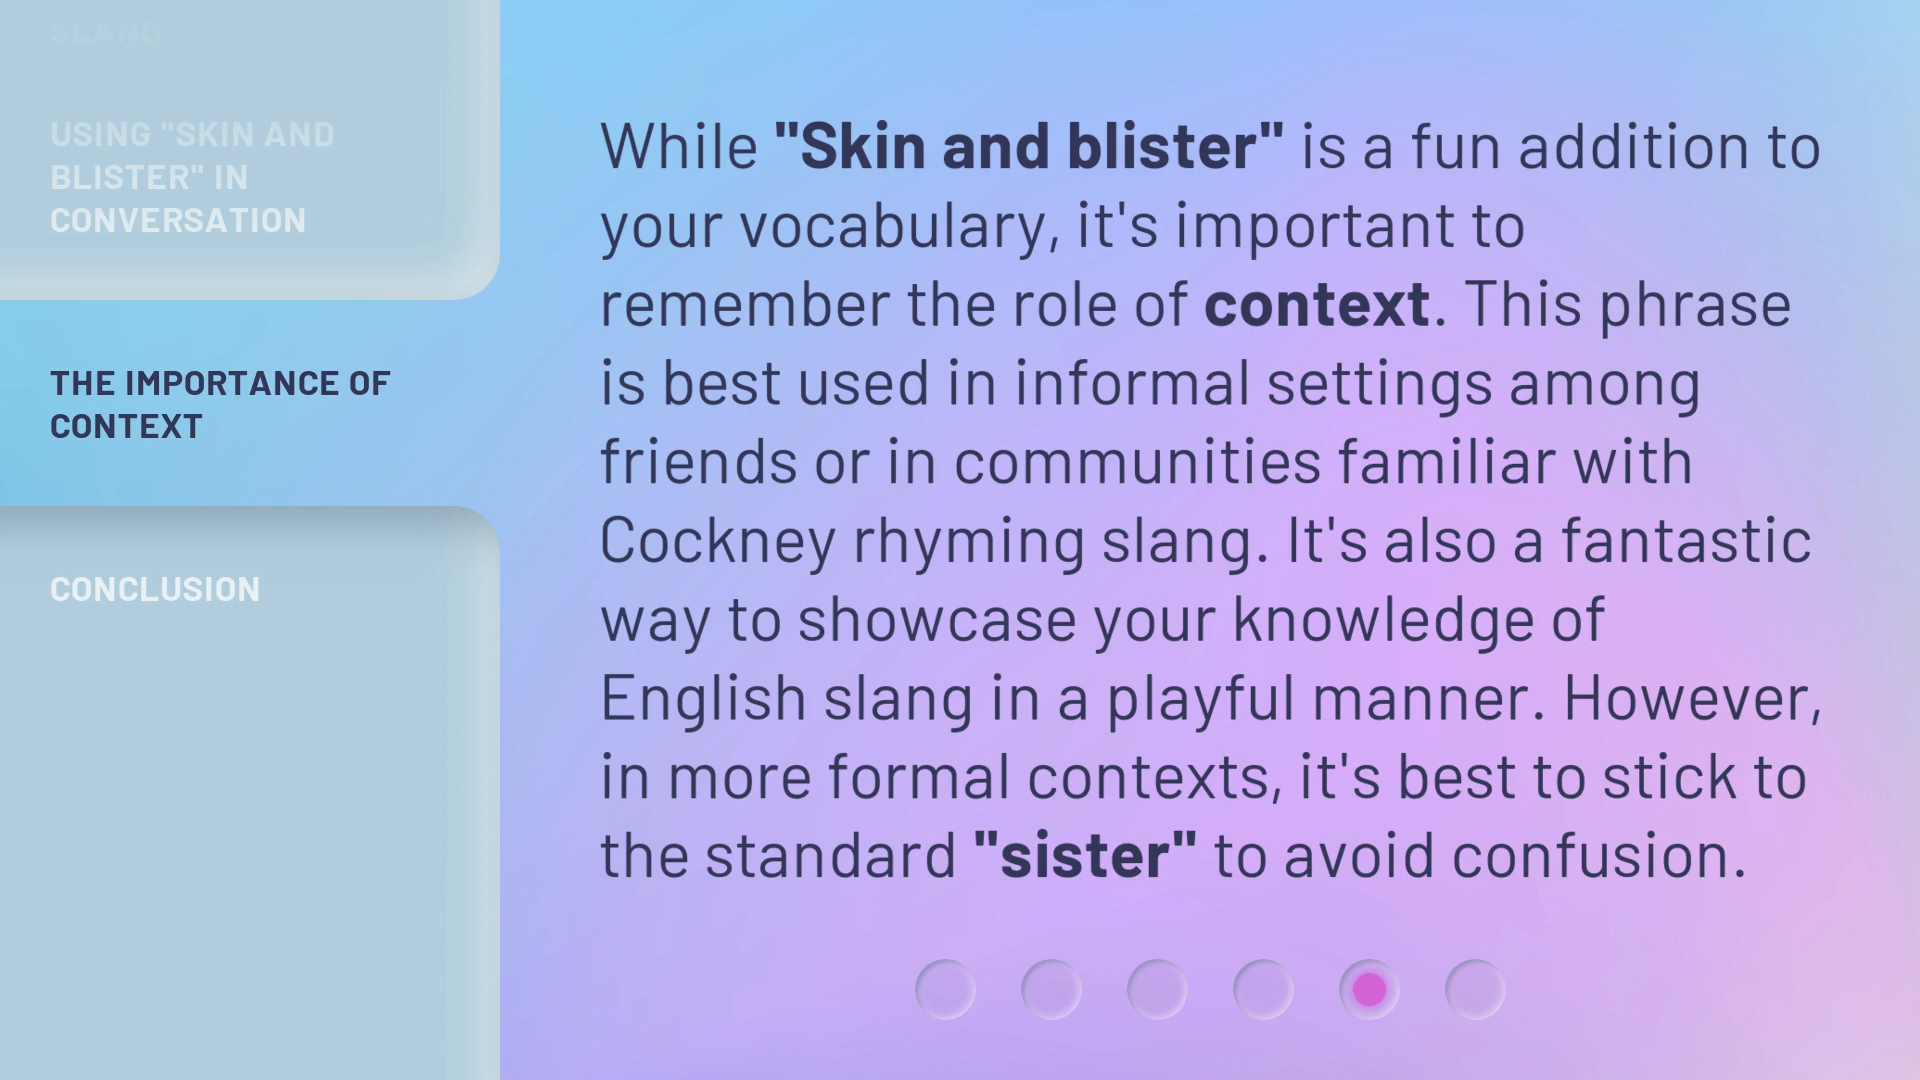 SLANG
USING "SKIN AND
BLISTER" IN
CONVERSATION
THE IMPORTANCE OF
CONTEXT
CONCLUSION
While "Skin and blister" is a fun addition to
your vocabulary, it's important to
remember the role of context. This phrase
is best used in informal settings among
friends or in communities familiar with
Cockney rhyming slang. It's also a fantastic
way to showcase your knowledge of
English slang in a playful manner. However,
in more formal contexts, it's best to stick to
the standard "sister" to avoid confusion.